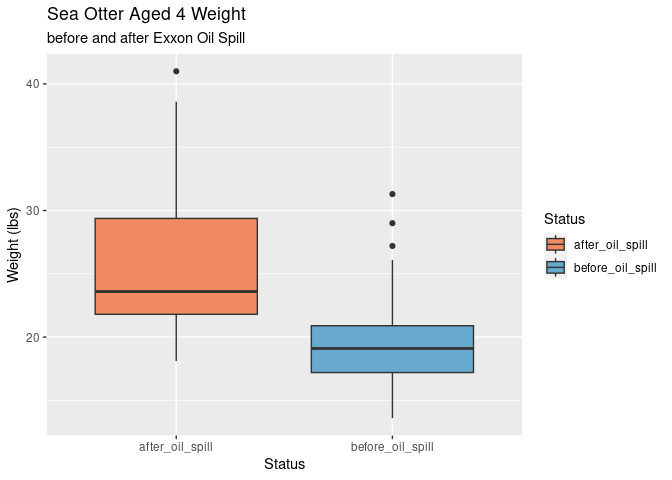 Sea Otter Aged 4 Weight
before and after Exxon Oil Spill
40
30
20
Weight (lbs)
after_oil_spill
before_oil_spill
Status
Status
after_oil_spill
before_oil_spill